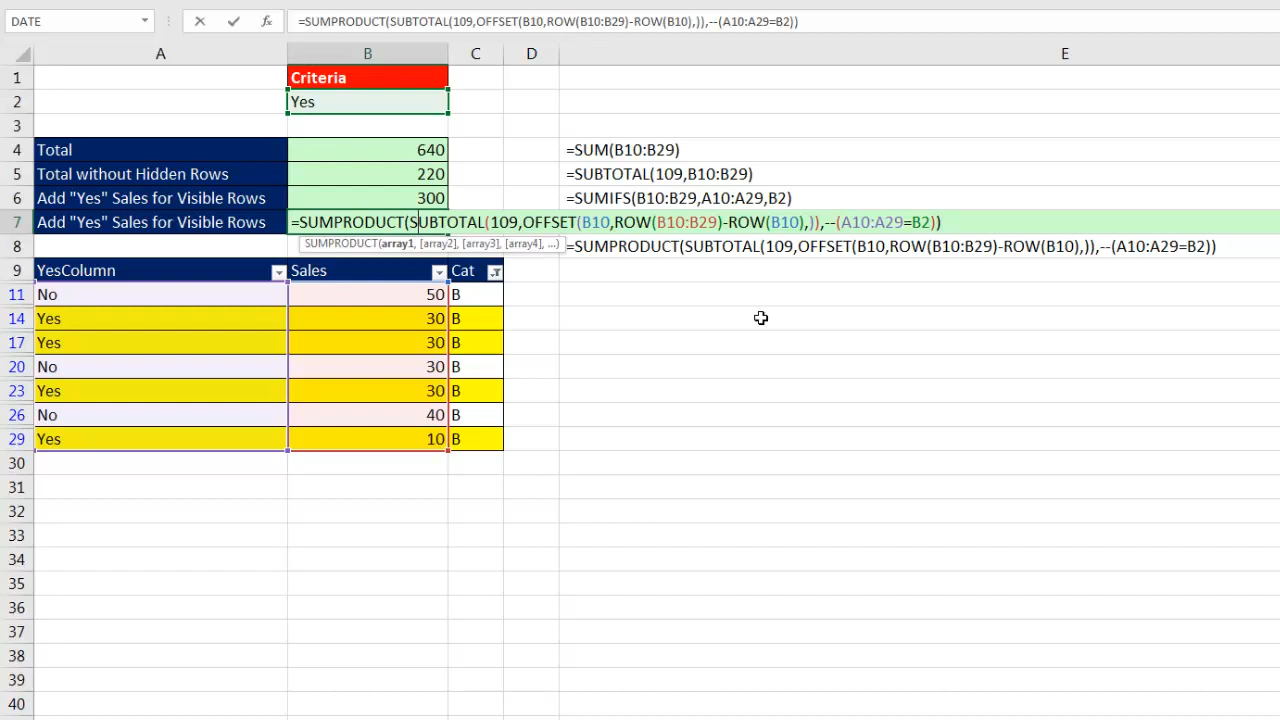 DATE =SUMPRODUCT(SUBTOTAL(109,OFFSET(B10,ROW(B10:B29)-ROW(B10),)),--(A10:A29=B2))
A B C D E
1 Criteria
2 Yes
3
4 Total 640 =SUM(B10:B29)
5 Total without Hidden Rows 220 =SUBTOTAL(109,B10:B29)
6 Add "Yes" Sales for Visible Rows 300 =SUMIFS(B10:B29,A10:A29,B2)
7 Add "Yes" Sales for Visible Rows =SUMPRODUCT(SUBTOTAL(109,OFFSET(B10,ROW(B10:B29)-ROW(B10),)),--(A10:A29=B2))
SUMPRODUCT(array1, [array2], [array3], [array4], ...)
8 =SUMPRODUCT(SUBTOTAL(109,OFFSET(B10,ROW(B10:B29)-ROW(B10),)),--(A10:A29=B2))
9 YesColumn Sales Cat
11 No 50 B
14 Yes 30 B
17 Yes 30 B
20 No 30 B
23 Yes 30 B
26 No 40 B
29 Yes 10 B
30
31
32
33
34
35
36
37
38
39
40